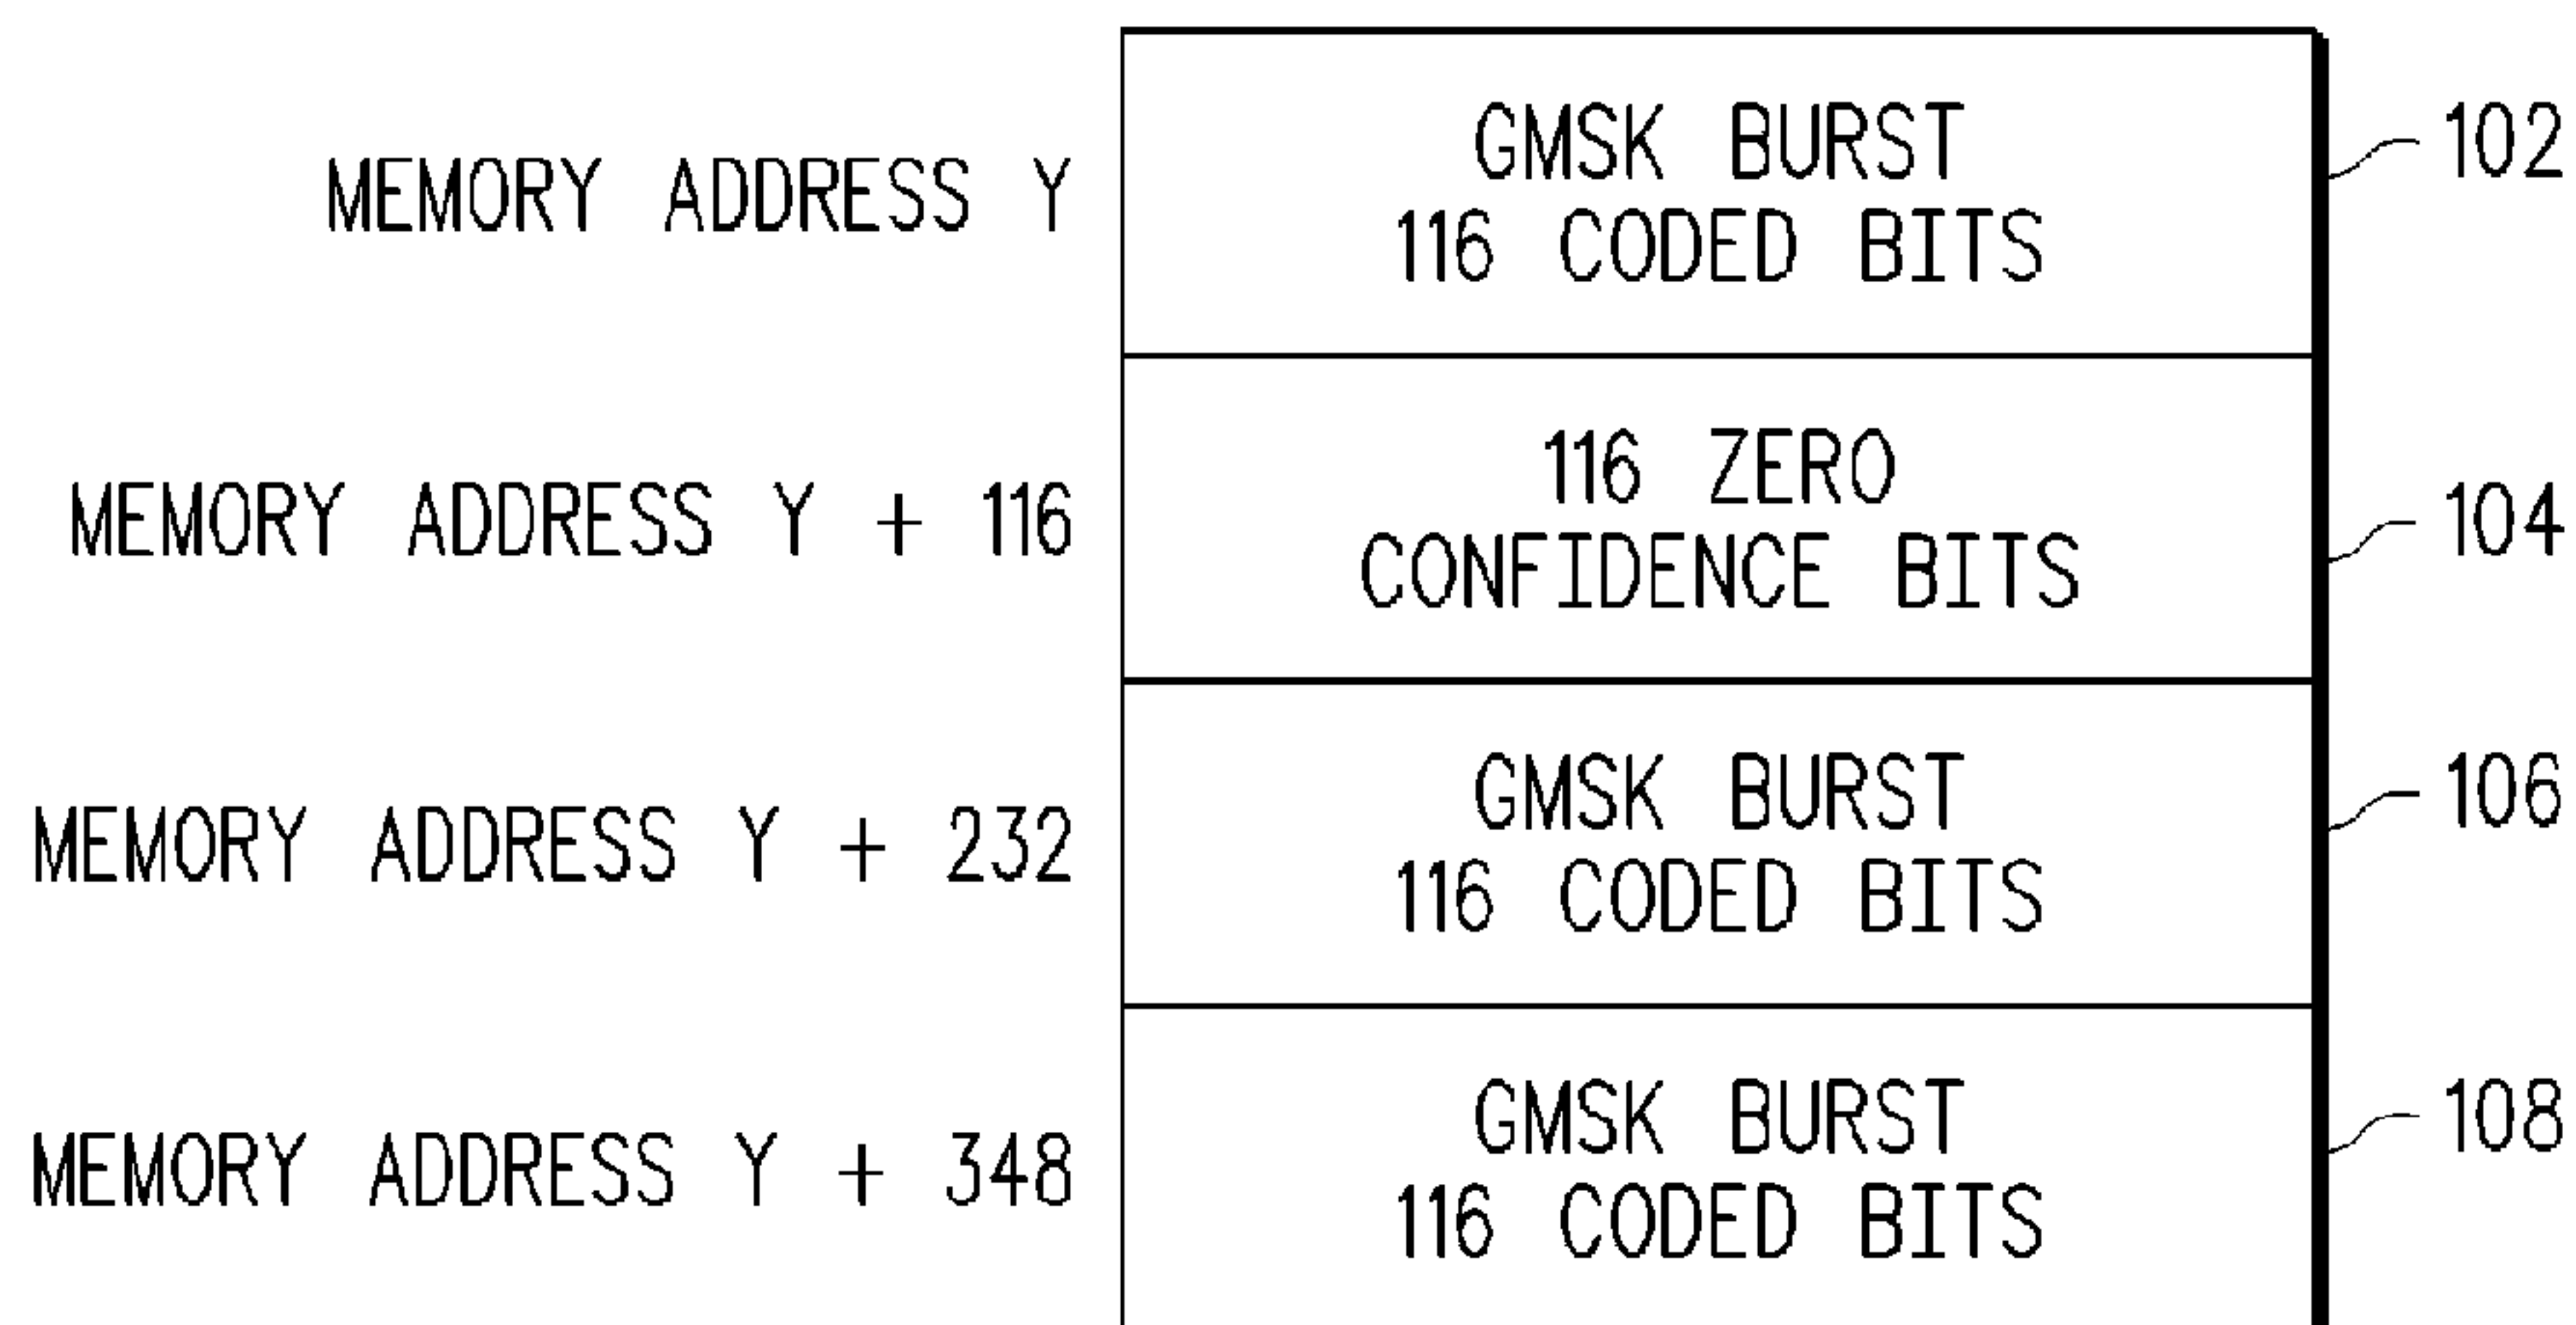 GMSK BURST
116 CODED BITS
102
MEMORY ADDRESS Y
116 ZERO
CONFIDENCE BITS
104
MEMORY ADDRESS Y + 116
GMSK BURST
116 CODED BITS
106
MEMORY ADDRESS Y + 232
GMSK BURST
116 CODED BITS
108
MEMORY ADDRESS Y + 348